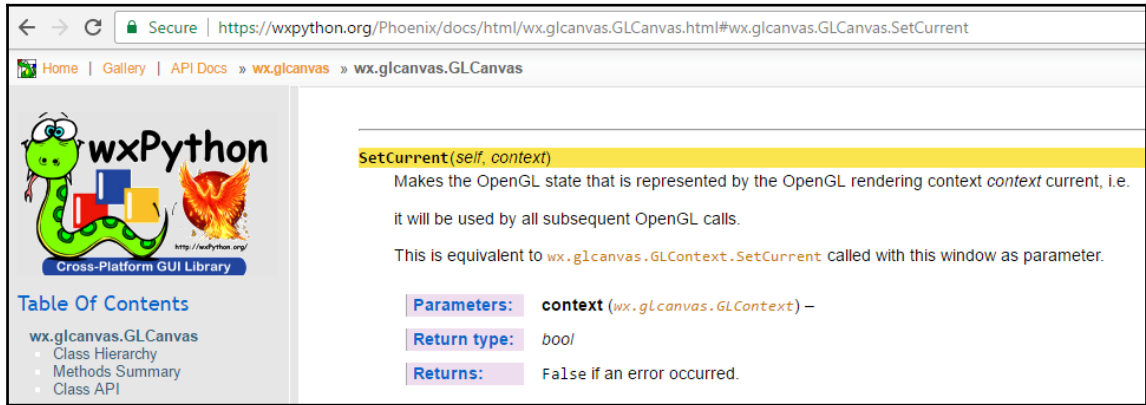 Secure | https://wxpython.org/Phoenix/docs/html/wx.glcanvas.GLCanvas.html#wx.glcanvas.GLCanvas.SetCurrent
Home | Gallery | API Docs » wx.glcanvas » wx.glcanvas.GLCanvas
wxPython
http://wxPython.org/
Cross-Platform GUI Library
Table Of Contents
wx.glcanvas.GLCanvas
Class Hierarchy
Methods Summary
Class API
SetCurrent(self, context)
Makes the OpenGL state that is represented by the OpenGL rendering context context current, i.e.
it will be used by all subsequent OpenGL calls.
This is equivalent to wx.glcanvas.GLContext.SetCurrent called with this window as parameter.
Parameters: context (wx.glcanvas.GLContext) –
Return type: bool
Returns: False if an error occurred.